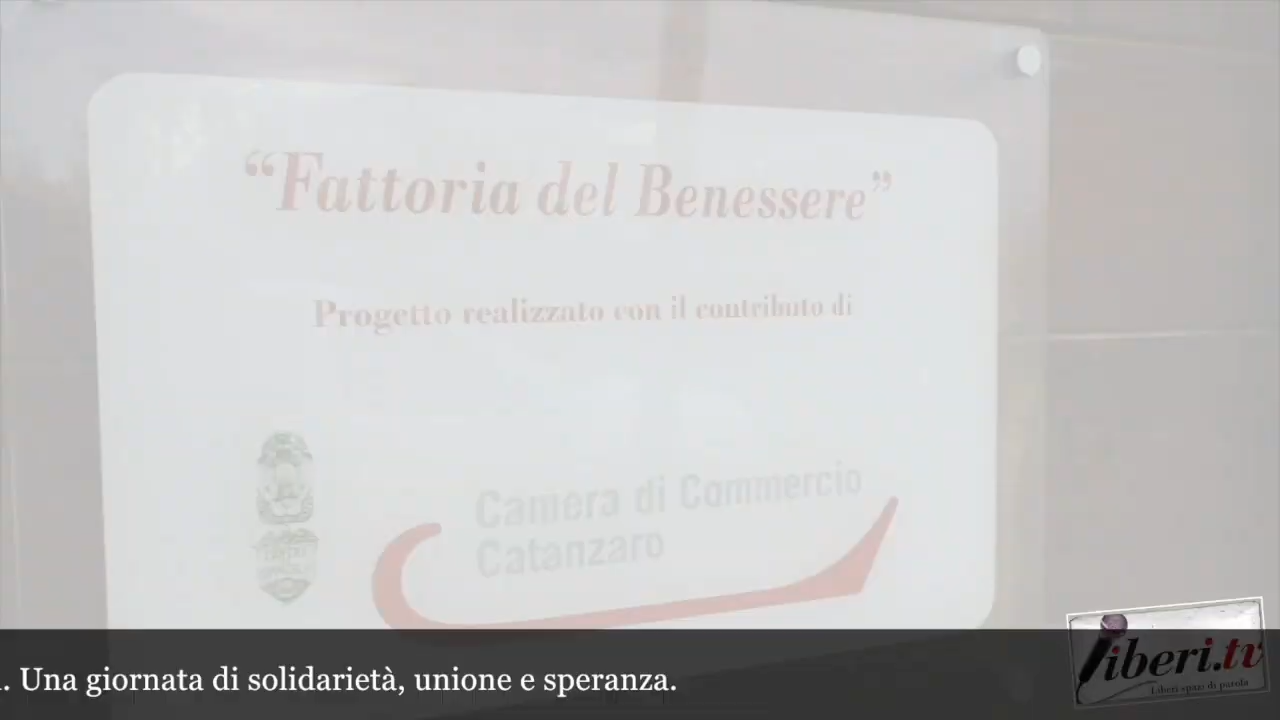 “Fattoria del Benessere”
Progetto realizzato con il contributo di
Camera di Commercio
Catanzaro
. Una giornata di solidarietà, unione e speranza.
liberi.tv
Liberi spazi di parola